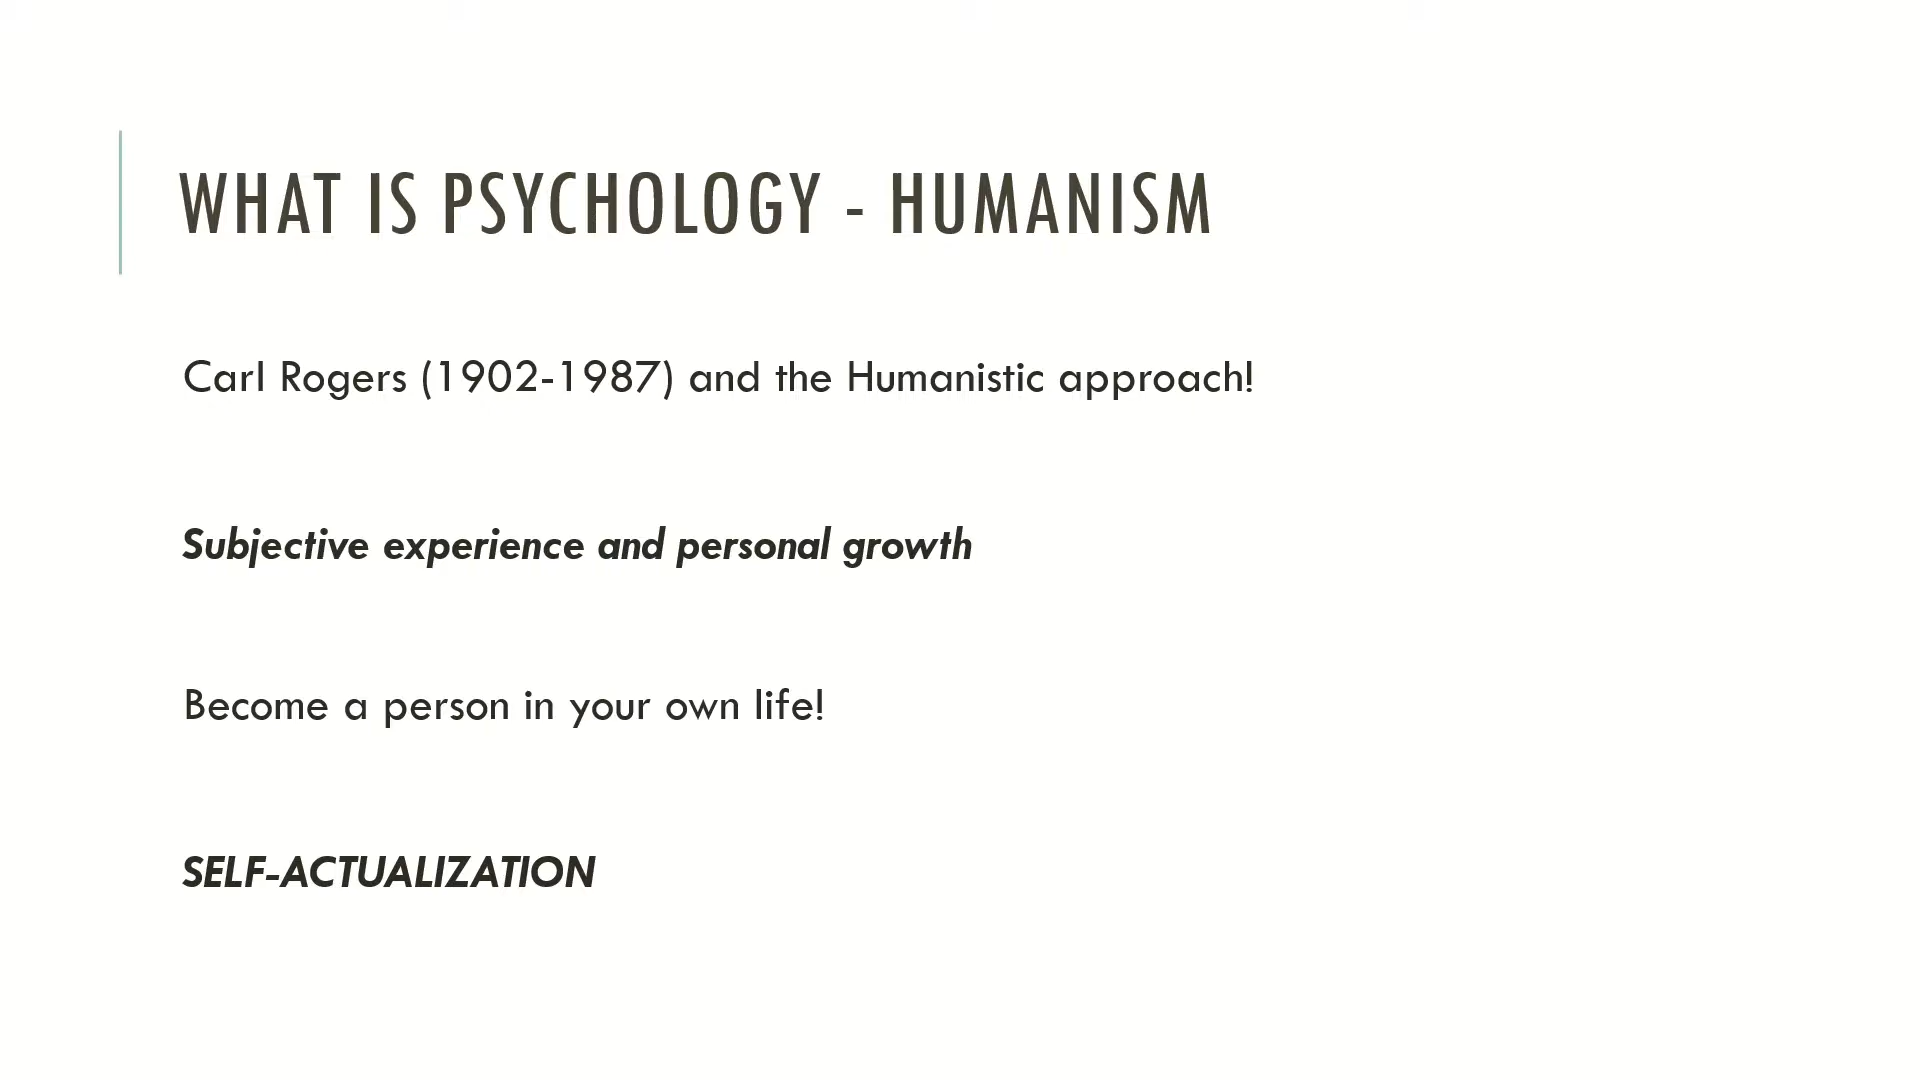 WHAT IS PSYCHOLOGY - HUMANISM
Carl Rogers (1902-1987) and the Humanistic approach!
Subjective experience and personal growth
Become a person in your own life!
SELF-ACTUALIZATION